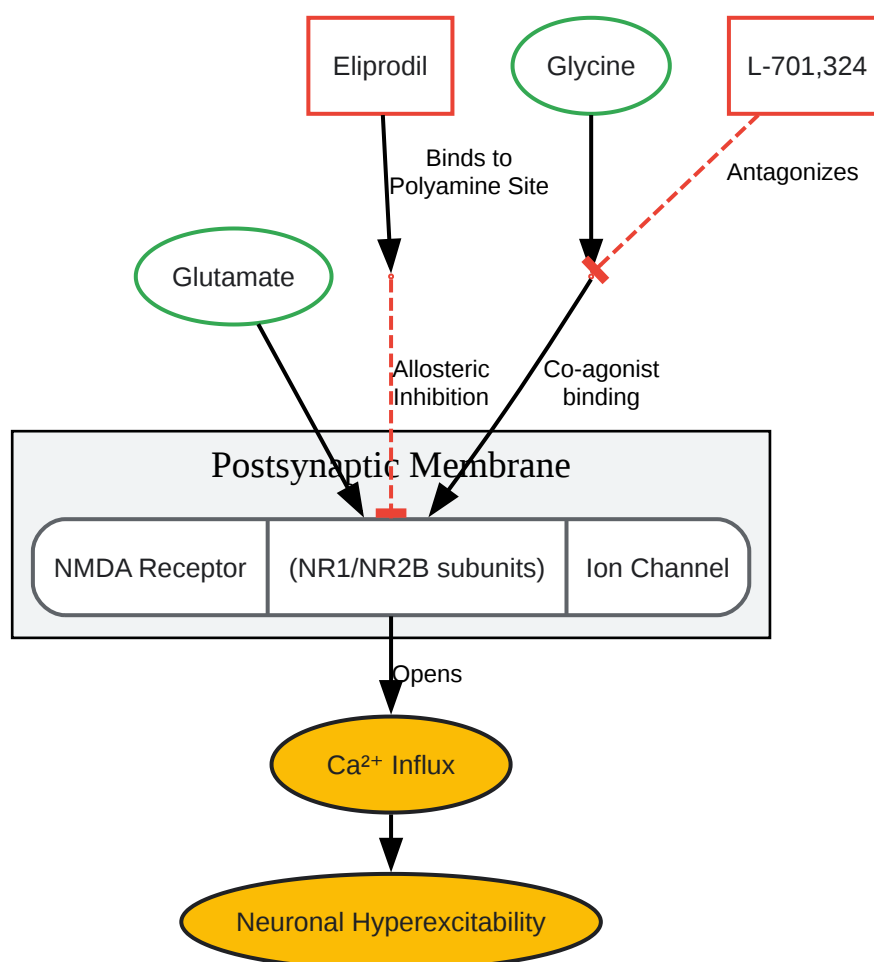 Eliprodil
Glycine
L-701,324
Binds to
Polyamine Site
Antagonizes
Glutamate
Allosteric
Inhibition
Co-agonist
binding
Postsynaptic Membrane
NMDA Receptor
(NR1/NR2B subunits)
Ion Channel
Opens
Ca²⁺ Influx
Neuronal Hyperexcitability